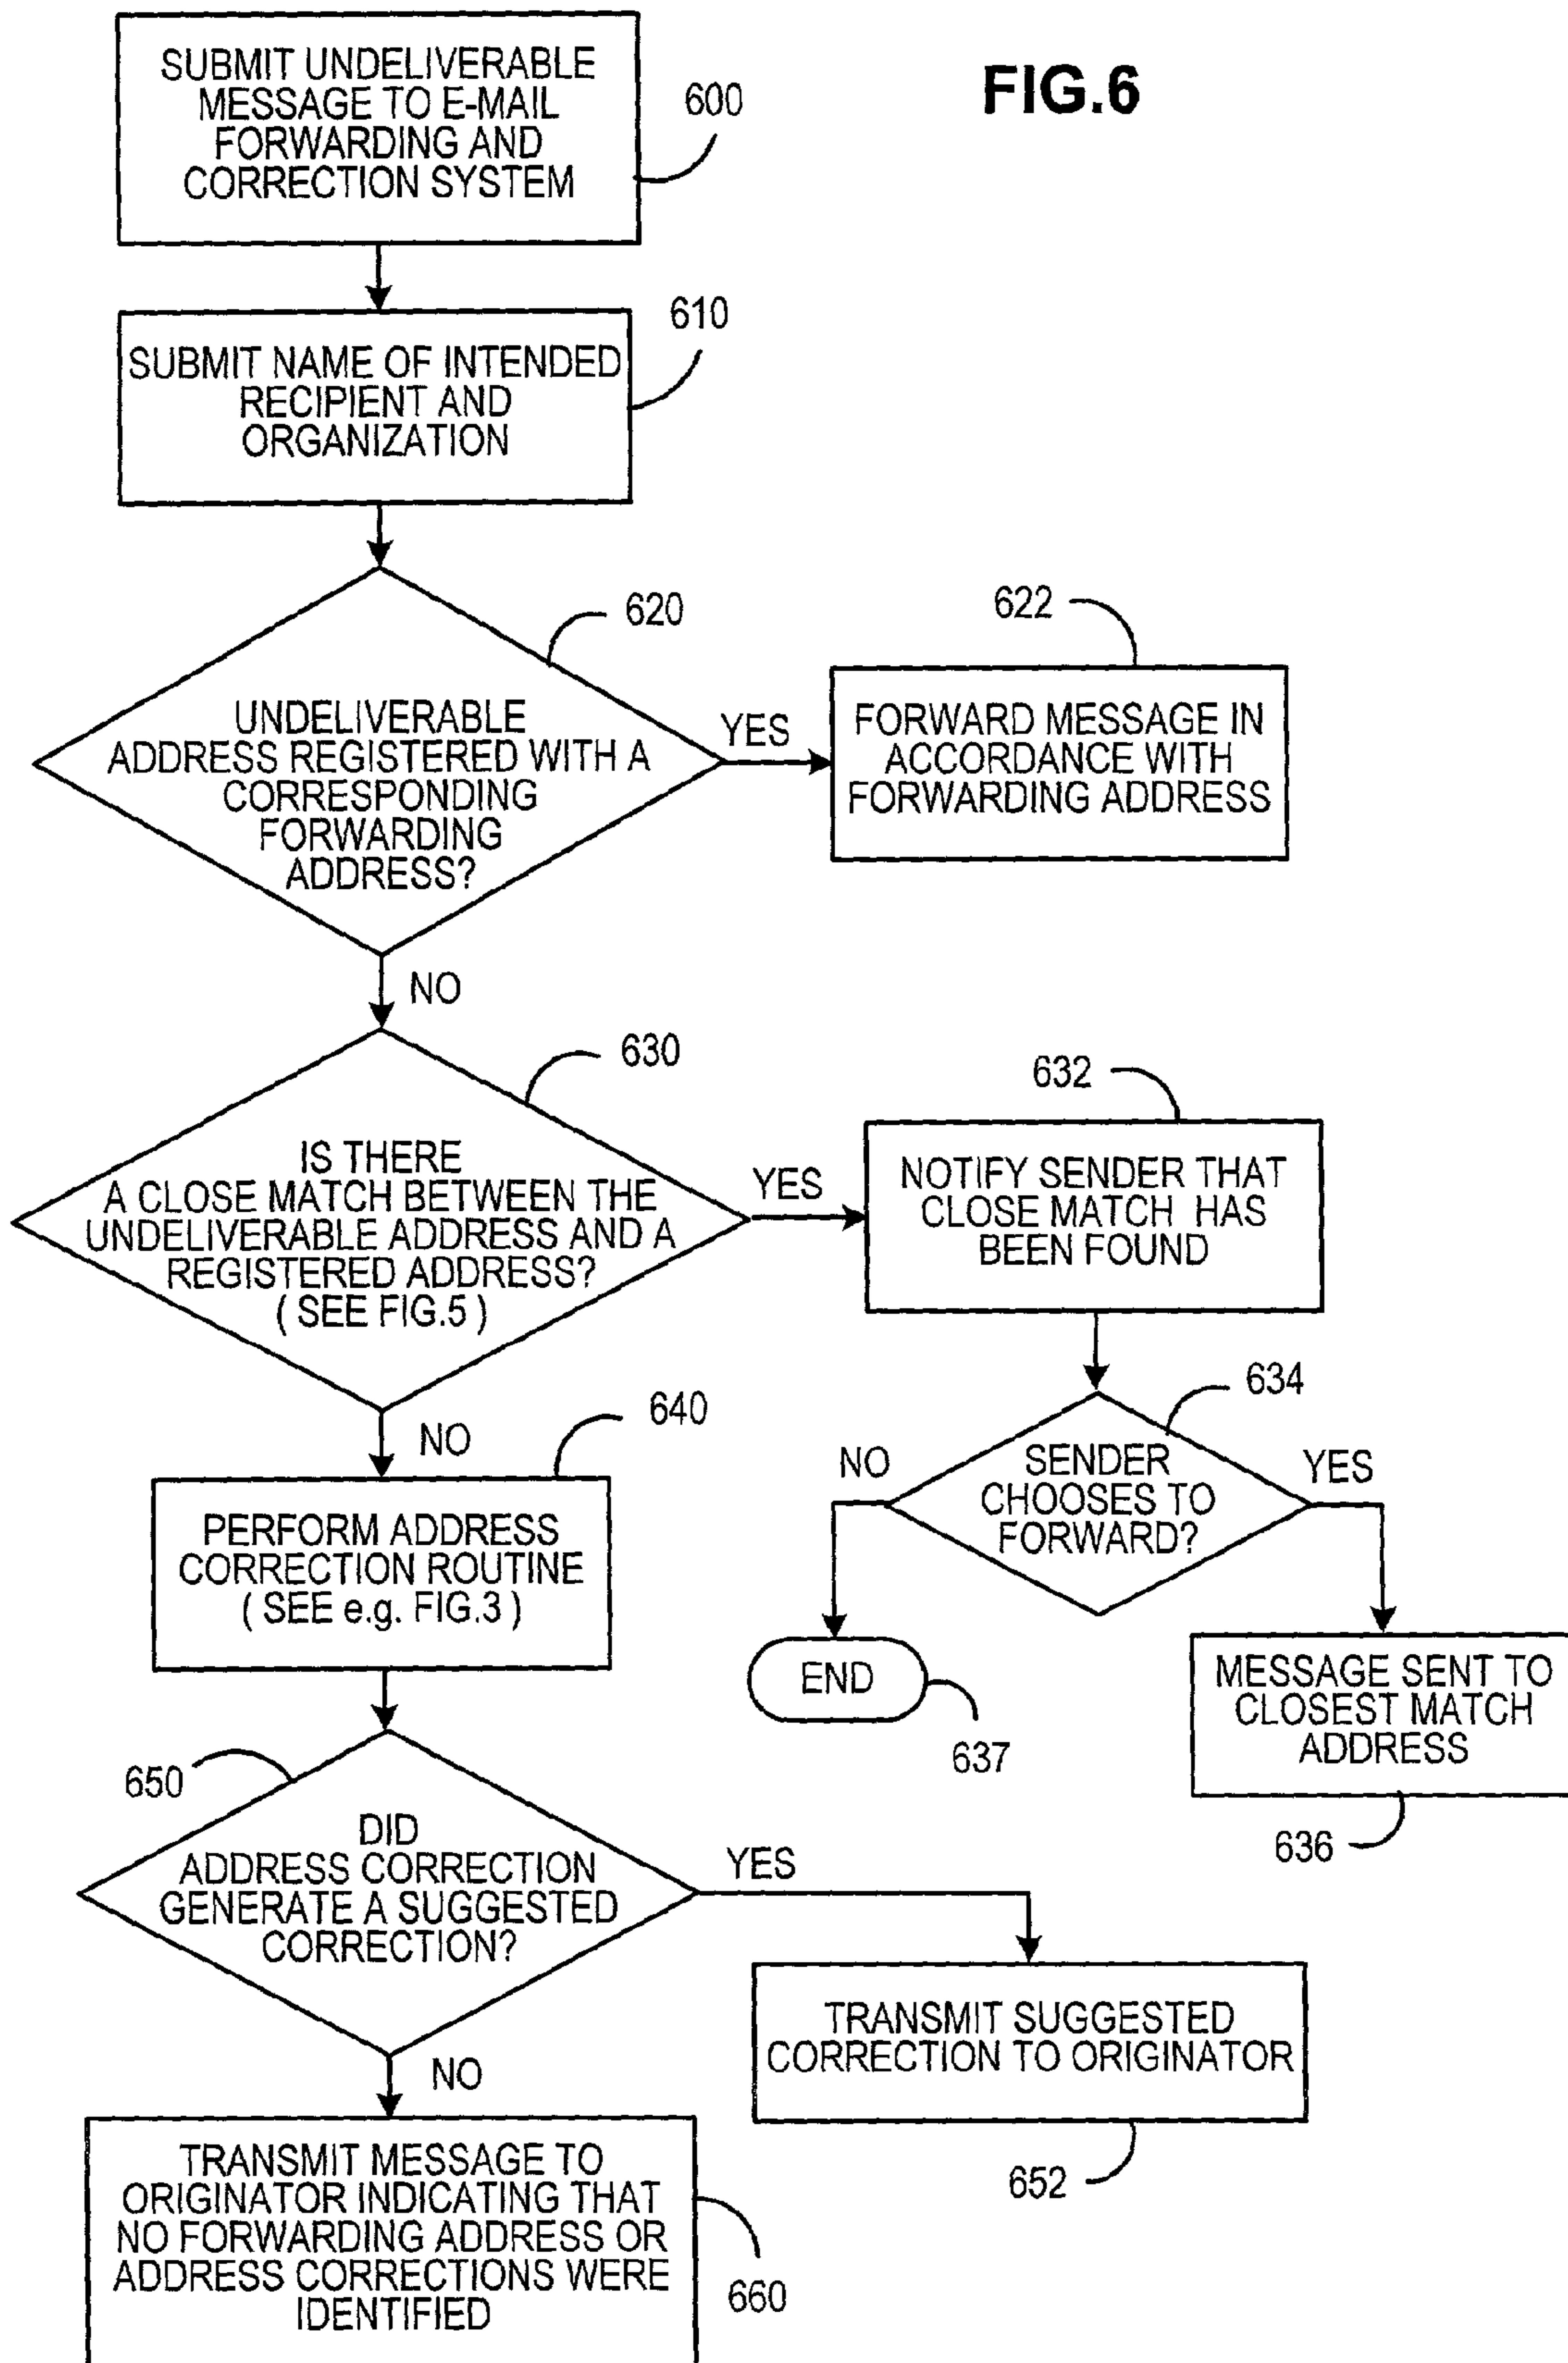 FIG.6
SUBMIT UNDELIVERABLE
MESSAGE TO E-MAIL
FORWARDING AND
CORRECTION SYSTEM
600
610
SUBMIT NAME OF INTENDED
RECIPIENT AND
ORGANIZATION
620
622
UNDELIVERABLE
ADDRESS REGISTERED WITH A
CORRESPONDING
FORWARDING
ADDRESS?
YES
FORWARD MESSAGE IN
ACCORDANCE WITH
FORWARDING ADDRESS
NO
630
632
IS THERE
A CLOSE MATCH BETWEEN THE
UNDELIVERABLE ADDRESS AND A
REGISTERED ADDRESS?
( SEE FIG.5 )
YES
NOTIFY SENDER THAT
CLOSE MATCH HAS
BEEN FOUND
634
NO
640
SENDER
CHOOSES TO
FORWARD?
NO
YES
PERFORM ADDRESS
CORRECTION ROUTINE
( SEE e.g. FIG.3 )
END
637
MESSAGE SENT TO
CLOSEST MATCH
ADDRESS
636
650
DID
ADDRESS CORRECTION
GENERATE A SUGGESTED
CORRECTION?
YES
TRANSMIT SUGGESTED
CORRECTION TO ORIGINATOR
652
NO
TRANSMIT MESSAGE TO
ORIGINATOR INDICATING THAT
NO FORWARDING ADDRESS OR
ADDRESS CORRECTIONS WERE
IDENTIFIED
660